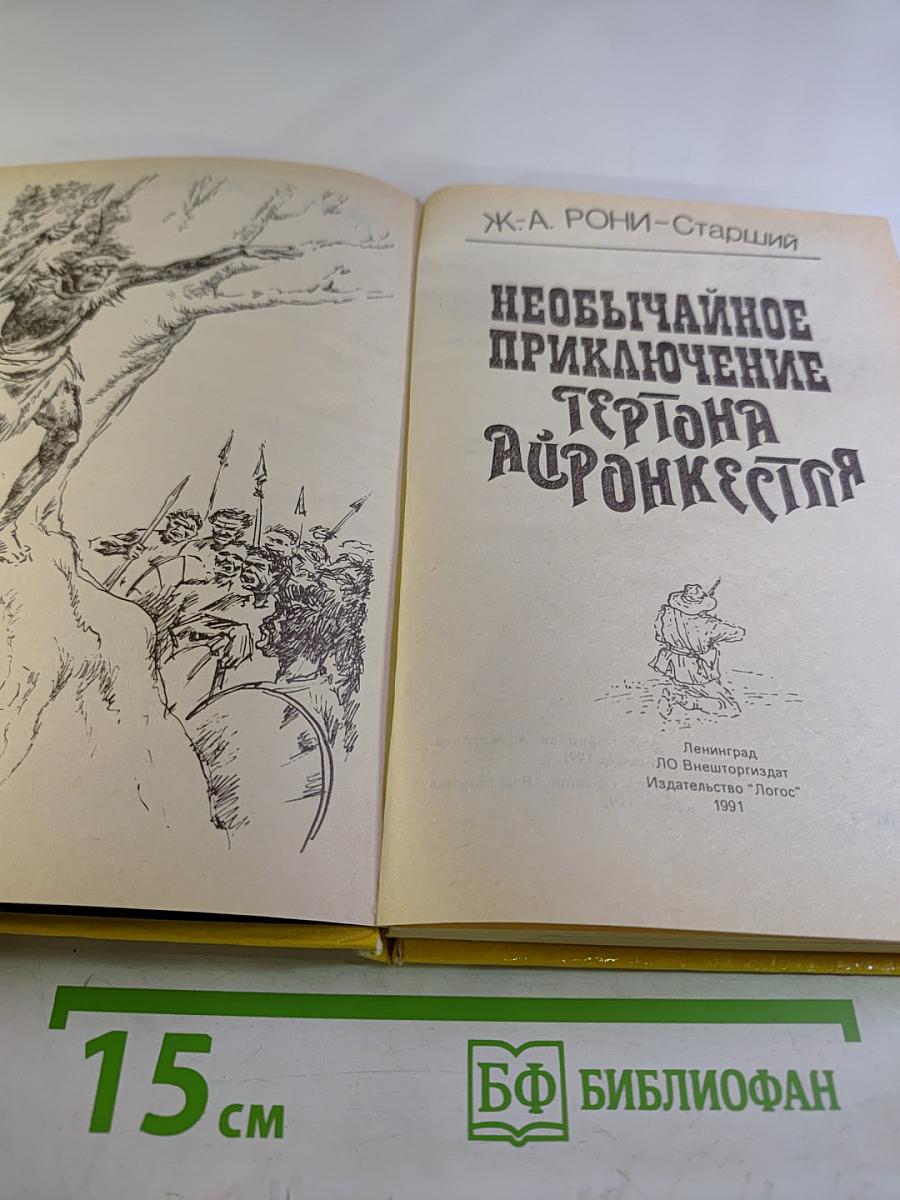 Ж.-А. РОНИ-Старший
НЕОБЫЧАЙНОЕ
ПРИКЛЮЧЕНИЕ
ГЕРТОНА
АЙРОНКЕСТЛЯ
Ленинград
ЛО Внешторгиздат
Издательство "Логос"
1991
15 см
БФ БИБЛИОФАН